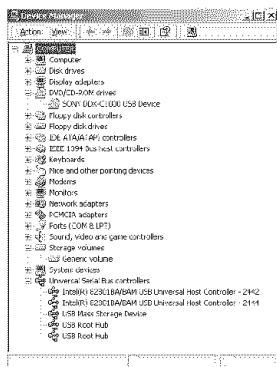 Device Manager
Action View
COMPUTER
Computer
Disk drives
Display adapters
DVD/CD-ROM drives
SONY DDX-C1000 USB Device
Floppy disk controllers
Floppy disk drives
IDE ATA/ATAPI controllers
IEEE 1394 Bus host controllers
Keyboards
Mice and other pointing devices
Modems
Monitors
Network adapters
PCMCIA adapters
Ports (COM & LPT)
Sound, video and game controllers
Storage volumes
Generic volume
System devices
Universal Serial Bus controllers
Intel(R) 82801BA/BAM USB Universal Host Controller - 2442
Intel(R) 82801BA/BAM USB Universal Host Controller - 2444
USB Mass Storage Device
USB Root Hub
USB Root Hub